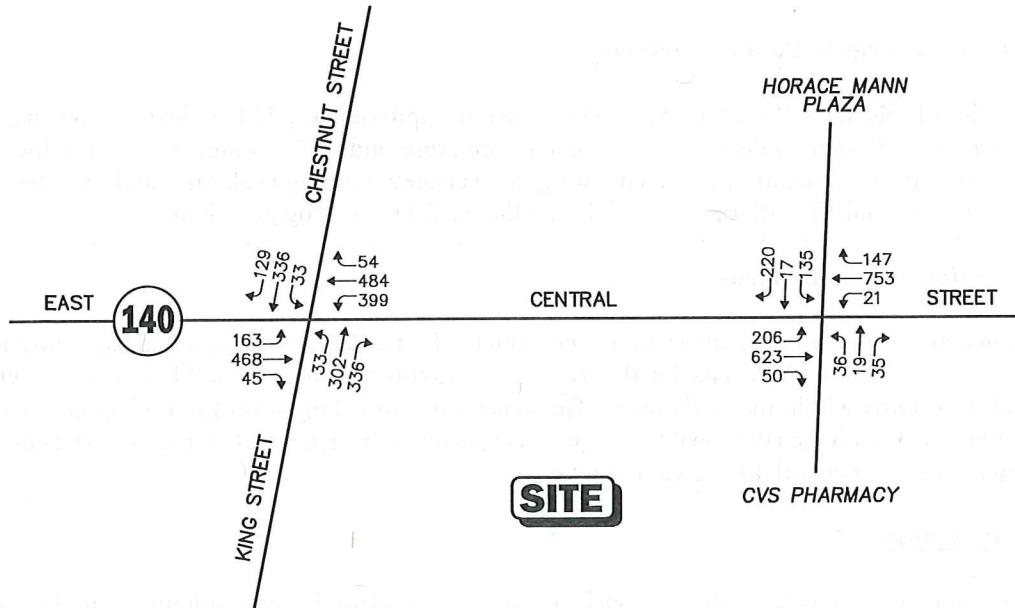 CHESTNUT STREET
HORACE MANN
PLAZA
129
336
33
54
484
399
220
17
135
147
753
21
EAST
140
CENTRAL
STREET
163
468
45
33
302
336
206
623
50
36
19
35
KING STREET
SITE
CVS PHARMACY